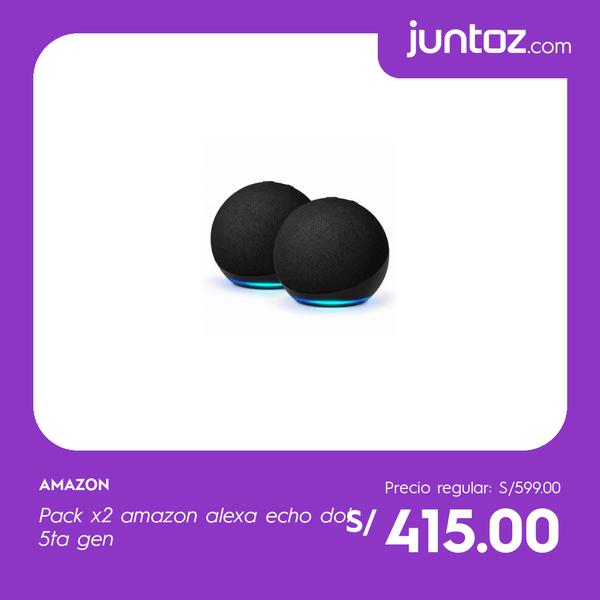 juntoz.com
AMAZON
Pack x2 amazon alexa echo dot
5ta gen
Precio regular: S/599.00
S/ 415.00